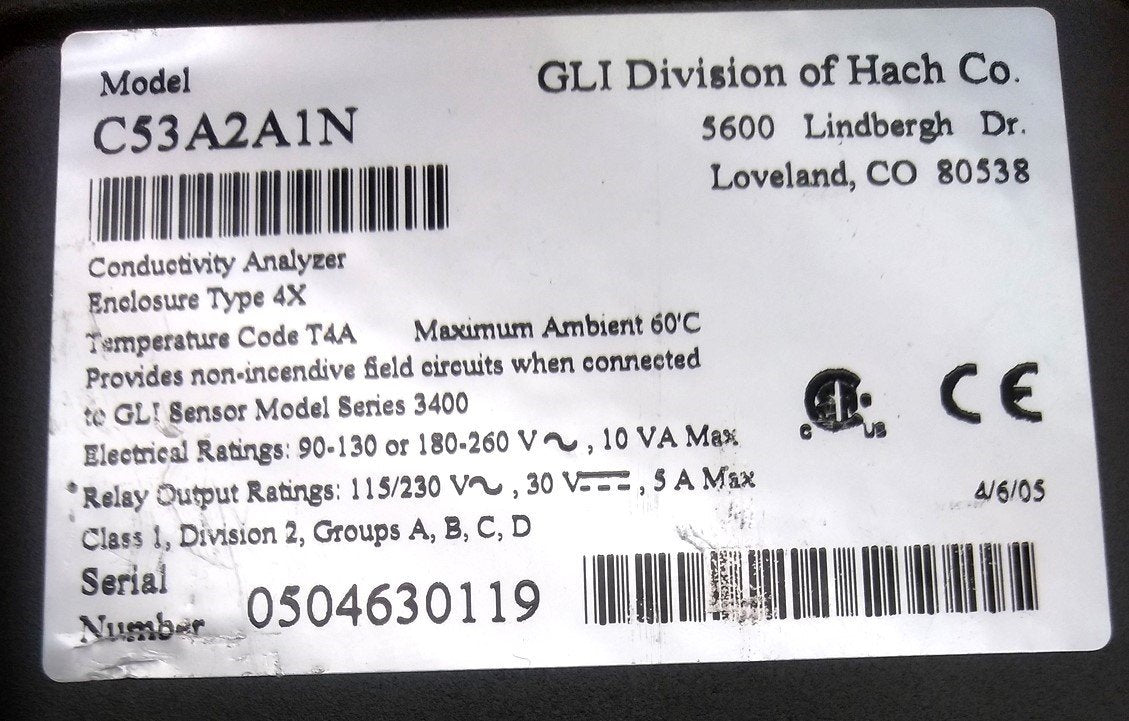 Model
C53A2A1N
GLI Division of Hach Co.
5600 Lindbergh Dr.
Loveland, CO 80538
Conductivity Analyzer
Enclosure Type 4X
Temperature Code T4A Maximum Ambient 60'C
Provides non-incendive field circuits when connected
to GLI Sensor Model Series 3400
Electrical Ratings: 90-130 or 180-260 V ~, 10 VA Max
*Relay Output Ratings: 115/230 V~, 30 V⎓, 5 A Max
Class 1, Division 2, Groups A, B, C, D
Serial
Number 0504630119
C US
CE
4/6/05